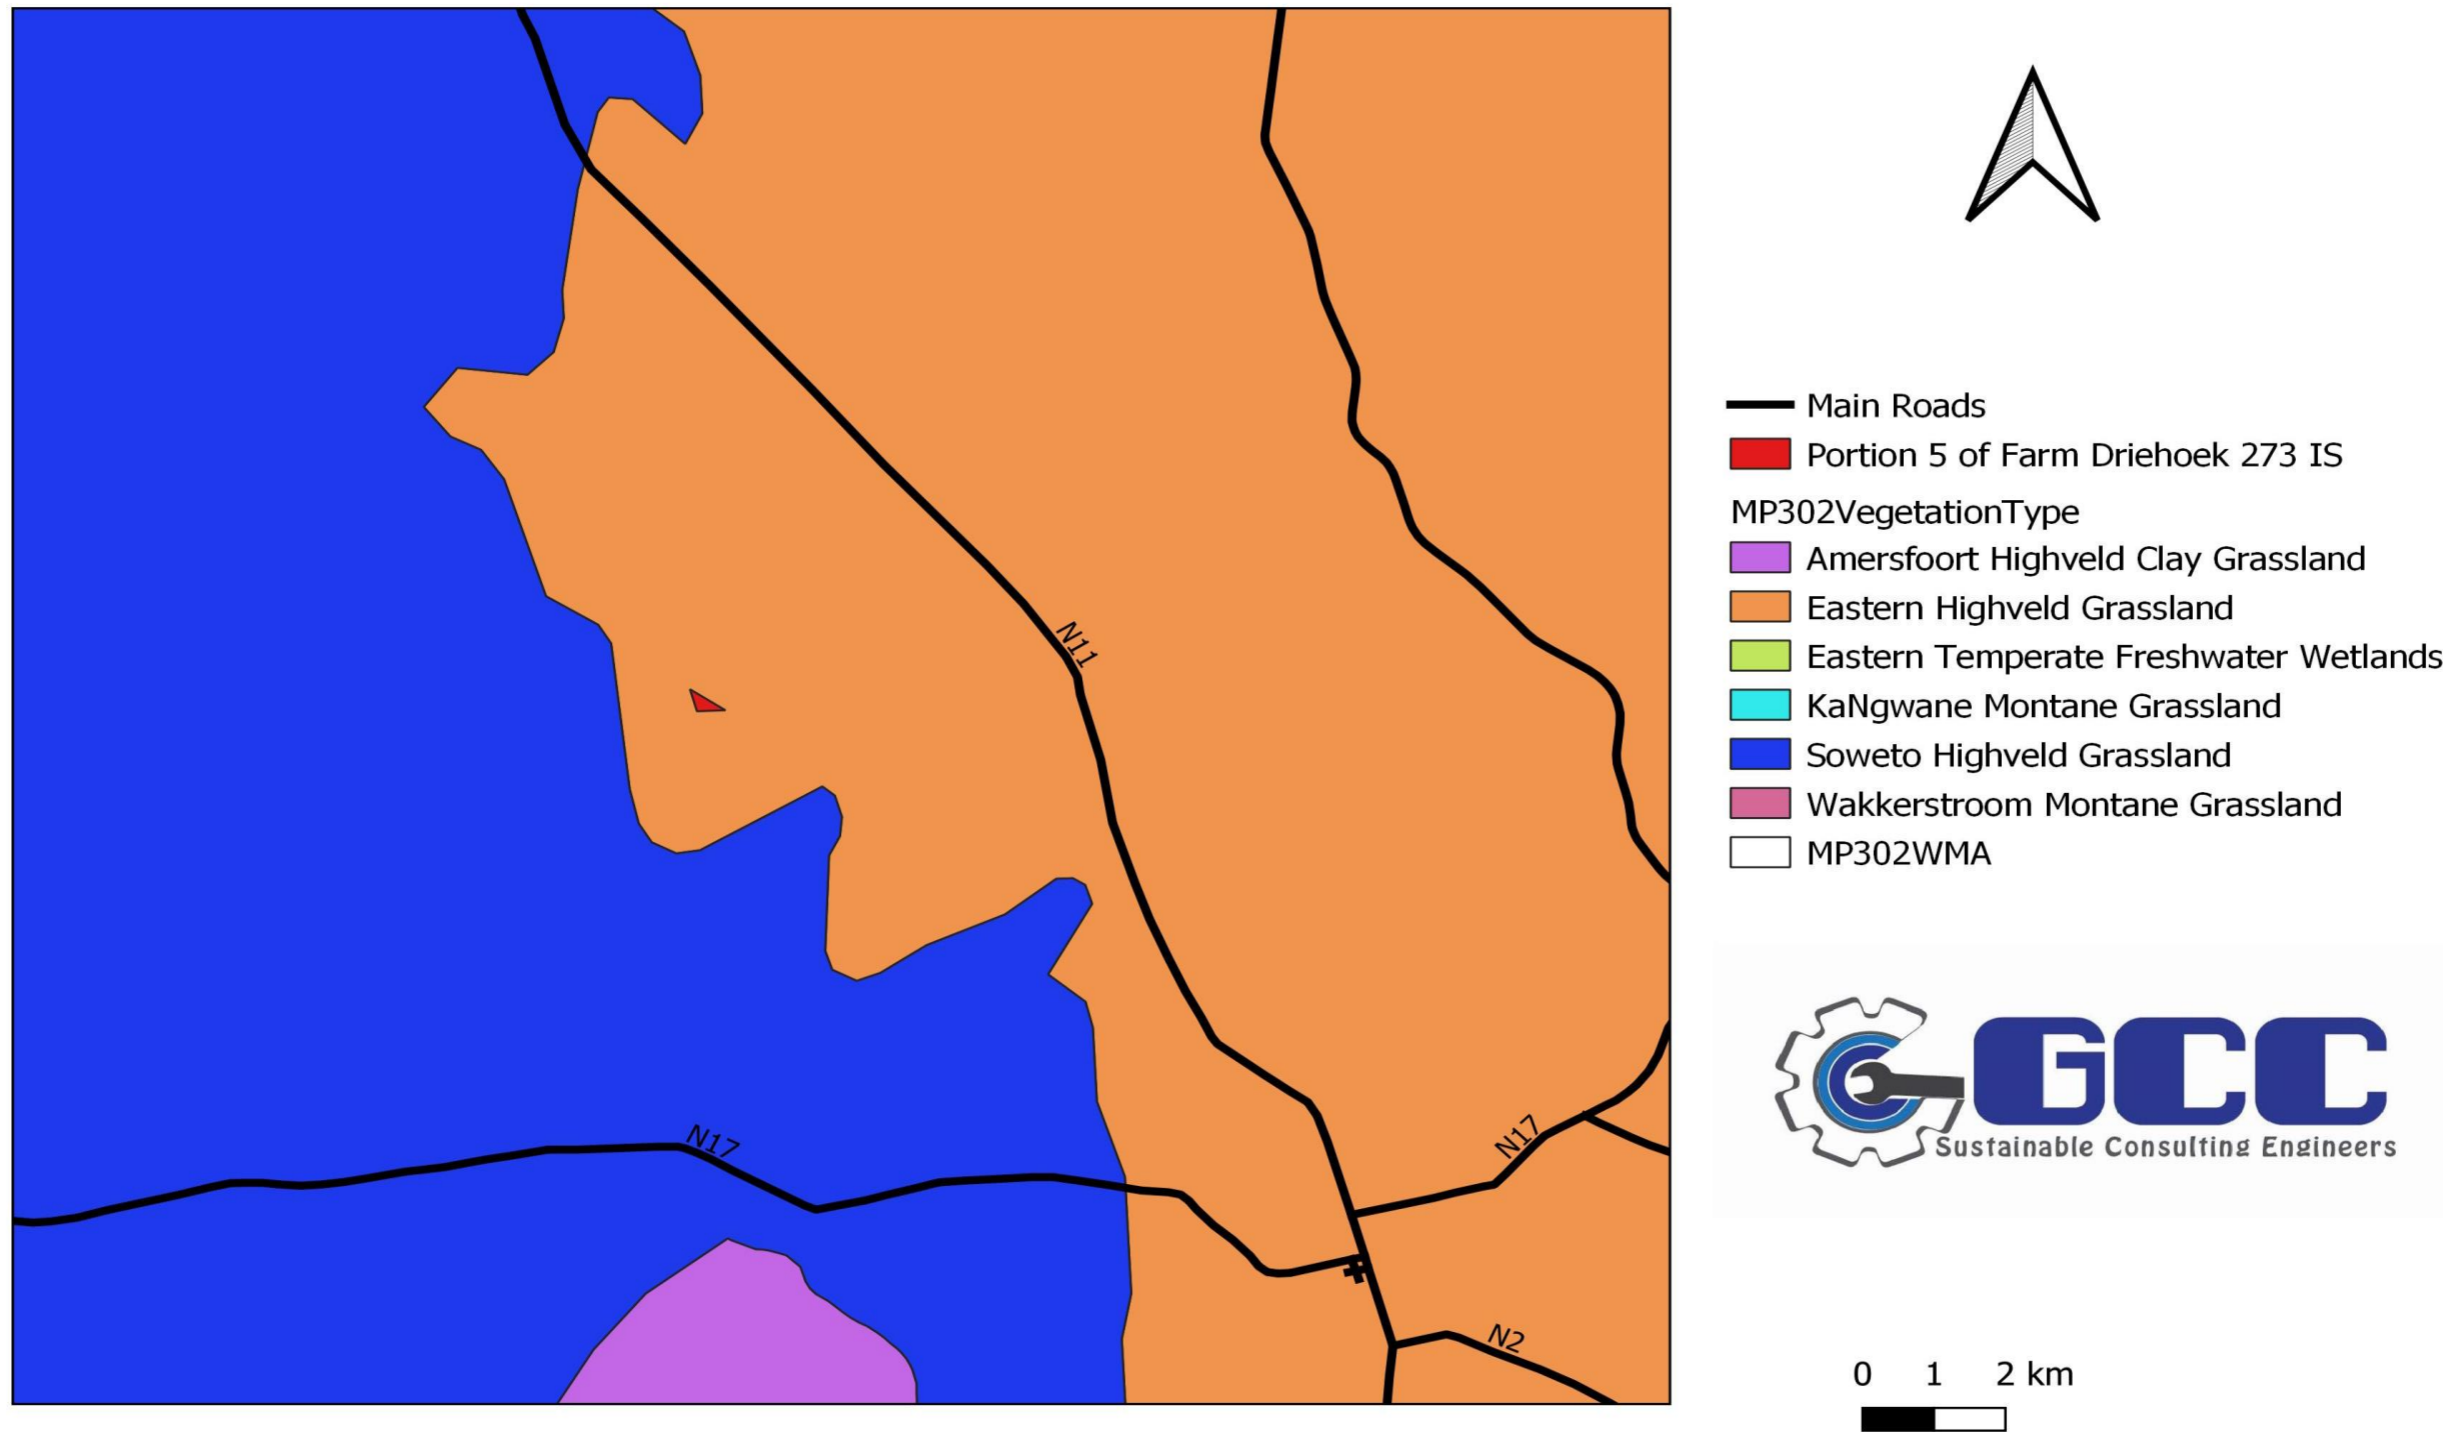 N11
N17
N17
N2
Main Roads
Portion 5 of Farm Driehoek 273 IS
MP302VegetationType
Amersfoort Highveld Clay Grassland
Eastern Highveld Grassland
Eastern Temperate Freshwater Wetlands
KaNgwane Montane Grassland
Soweto Highveld Grassland
Wakkerstroom Montane Grassland
MP302WMA
GCC
Sustainable Consulting Engineers
0 1 2 km